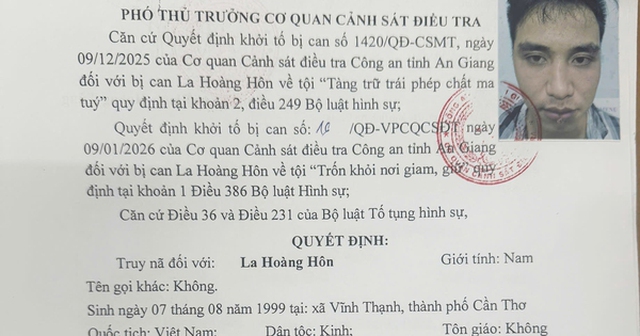 PHÓ THỦ TRƯỞNG CƠ QUAN CẢNH SÁT ĐIỀU TRA
Căn cứ Quyết định khởi tố bị can số 1420/QĐ-CSMT, ngày
09/12/2025 của Cơ quan Cảnh sát điều tra Công an tỉnh An Giang
đối với bị can La Hoàng Hôn về tội “Tàng trữ trái phép chất ma
tuý” quy định tại khoản 2, điều 249 Bộ luật hình sự;
Quyết định khởi tố bị can số: 16 /QĐ-VPCQCSĐT, ngày
09/01/2026 của Cơ quan Cảnh sát điều tra Công an tỉnh An Giang
đối với bị can La Hoàng Hôn về tội “Trốn khỏi nơi giam, giữ” quy
định tại khoản 1 Điều 386 Bộ luật Hình sự;
Căn cứ Điều 36 và Điều 231 của Bộ luật Tố tụng hình sự,
QUYẾT ĐỊNH:
Truy nã đối với: La Hoàng Hôn Giới tính: Nam
Tên gọi khác: Không.
Sinh ngày 07 tháng 08 năm 1999 tại: xã Vĩnh Thạnh, thành phố Cần Thơ
Quốc tịch: Việt Nam; Dân tộc: Kinh; Tôn giáo: Không